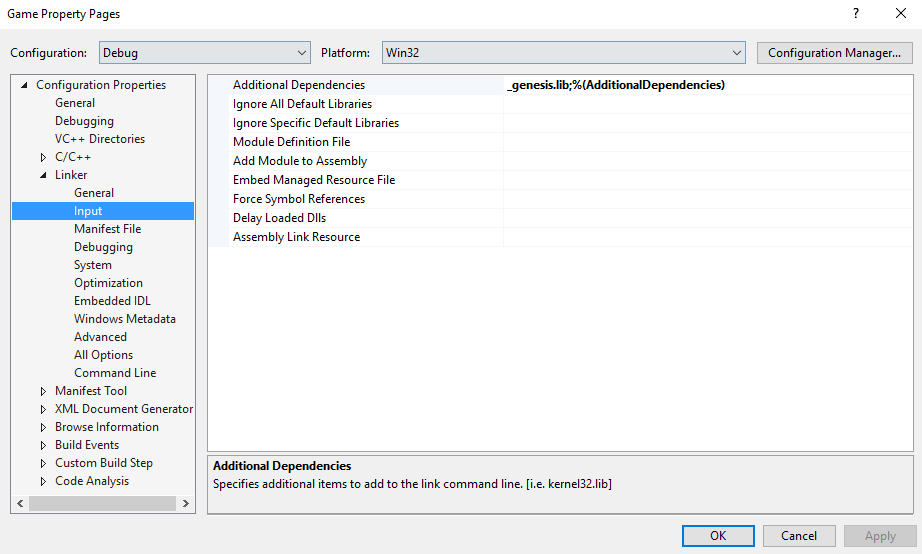 Game Property Pages
Configuration: Debug Platform: Win32 Configuration Manager...
Configuration Properties
General
Debugging
VC++ Directories
C/C++
Linker
General
Input
Manifest File
Debugging
System
Optimization
Embedded IDL
Windows Metadata
Advanced
All Options
Command Line
Manifest Tool
XML Document Generator
Browse Information
Build Events
Custom Build Step
Code Analysis
Additional Dependencies _genesis.lib;%(AdditionalDependencies)
Ignore All Default Libraries
Ignore Specific Default Libraries
Module Definition File
Add Module to Assembly
Embed Managed Resource File
Force Symbol References
Delay Loaded Dlls
Assembly Link Resource
Additional Dependencies
Specifies additional items to add to the link command line. [i.e. kernel32.lib]
OK Cancel Apply